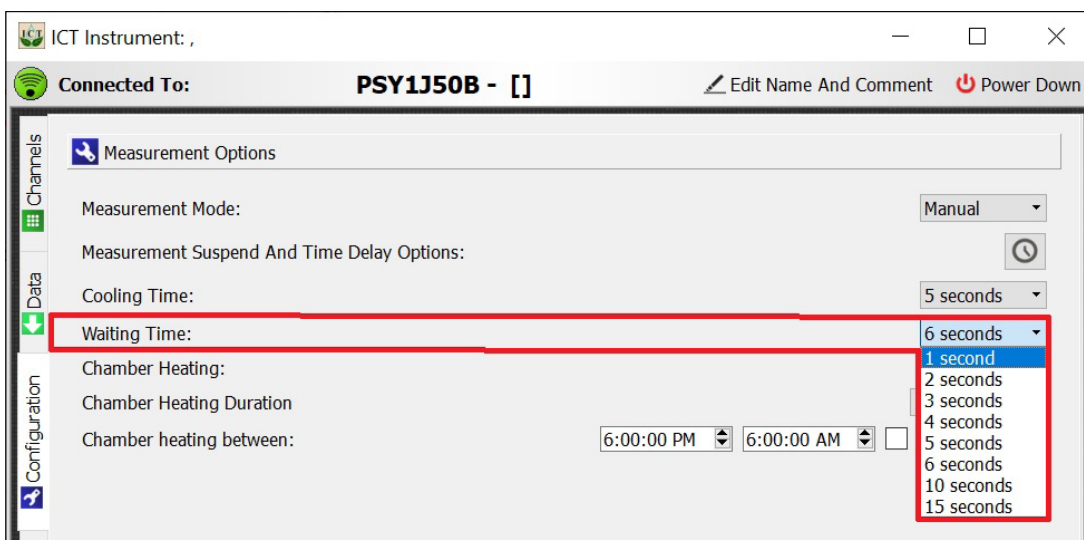 ICT ICT Instrument: ,
Connected To: PSY1J50B - [] Edit Name And Comment Power Down
Channels
Data
Configuration
Measurement Options
Measurement Mode: Manual
Measurement Suspend And Time Delay Options:
Cooling Time: 5 seconds
Waiting Time: 6 seconds
1 second
Chamber Heating:
2 seconds
Chamber Heating Duration 3 seconds
4 seconds
Chamber heating between: 6:00:00 PM 6:00:00 AM 5 seconds
6 seconds
10 seconds
15 seconds